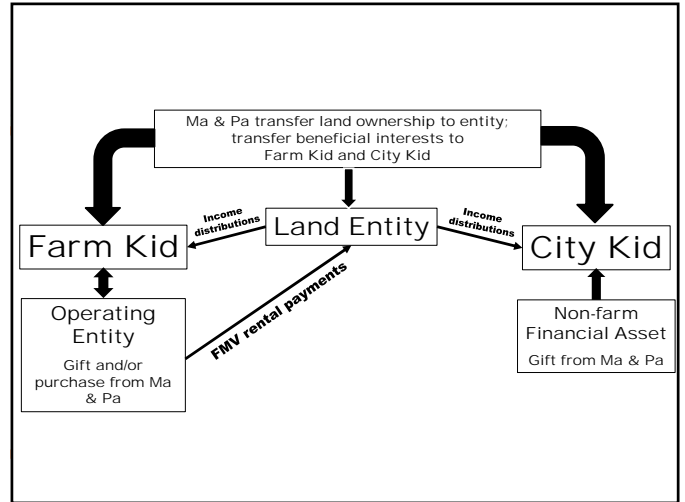 Ma & Pa transfer land ownership to entity;
transfer beneficial interests to
Farm Kid and City Kid
Income
distributions
Income
distributions
Farm Kid
Land Entity
City Kid
FMV rental payments
Operating
Entity
Gift and/or
purchase from Ma
& Pa
Non-farm
Financial Asset
Gift from Ma & Pa